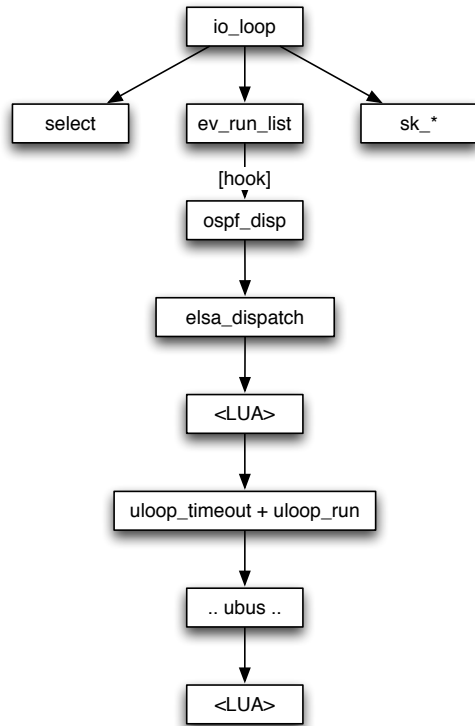 io_loop
select
ev_run_list
sk_*
[hook]
ospf_disp
elsa_dispatch
<LUA>
uloop_timeout + uloop_run
.. ubus ..
<LUA>